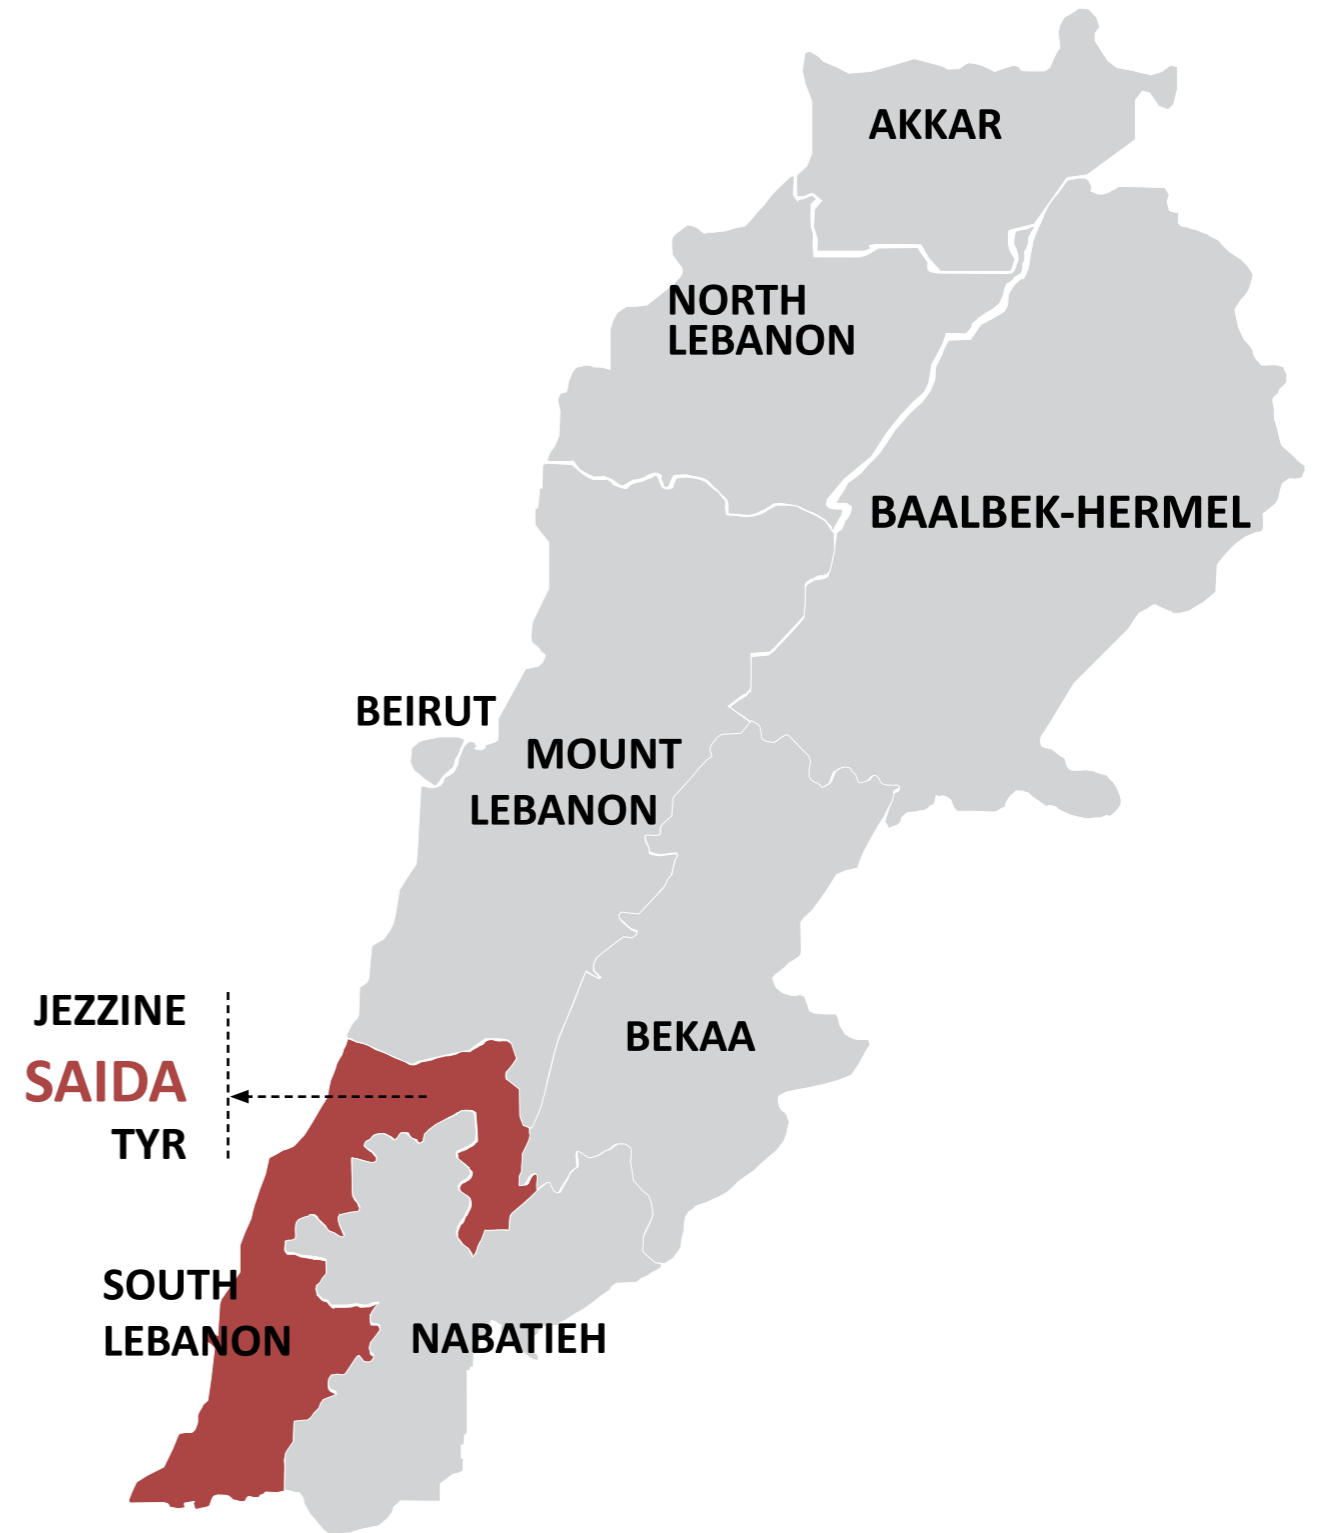 AKKAR
NORTH
LEBANON
BAALBEK-HERMEL
BEIRUT
MOUNT
LEBANON
JEZZINE
SAIDA
TYR
BEKAA
SOUTH
LEBANON
NABATIEH